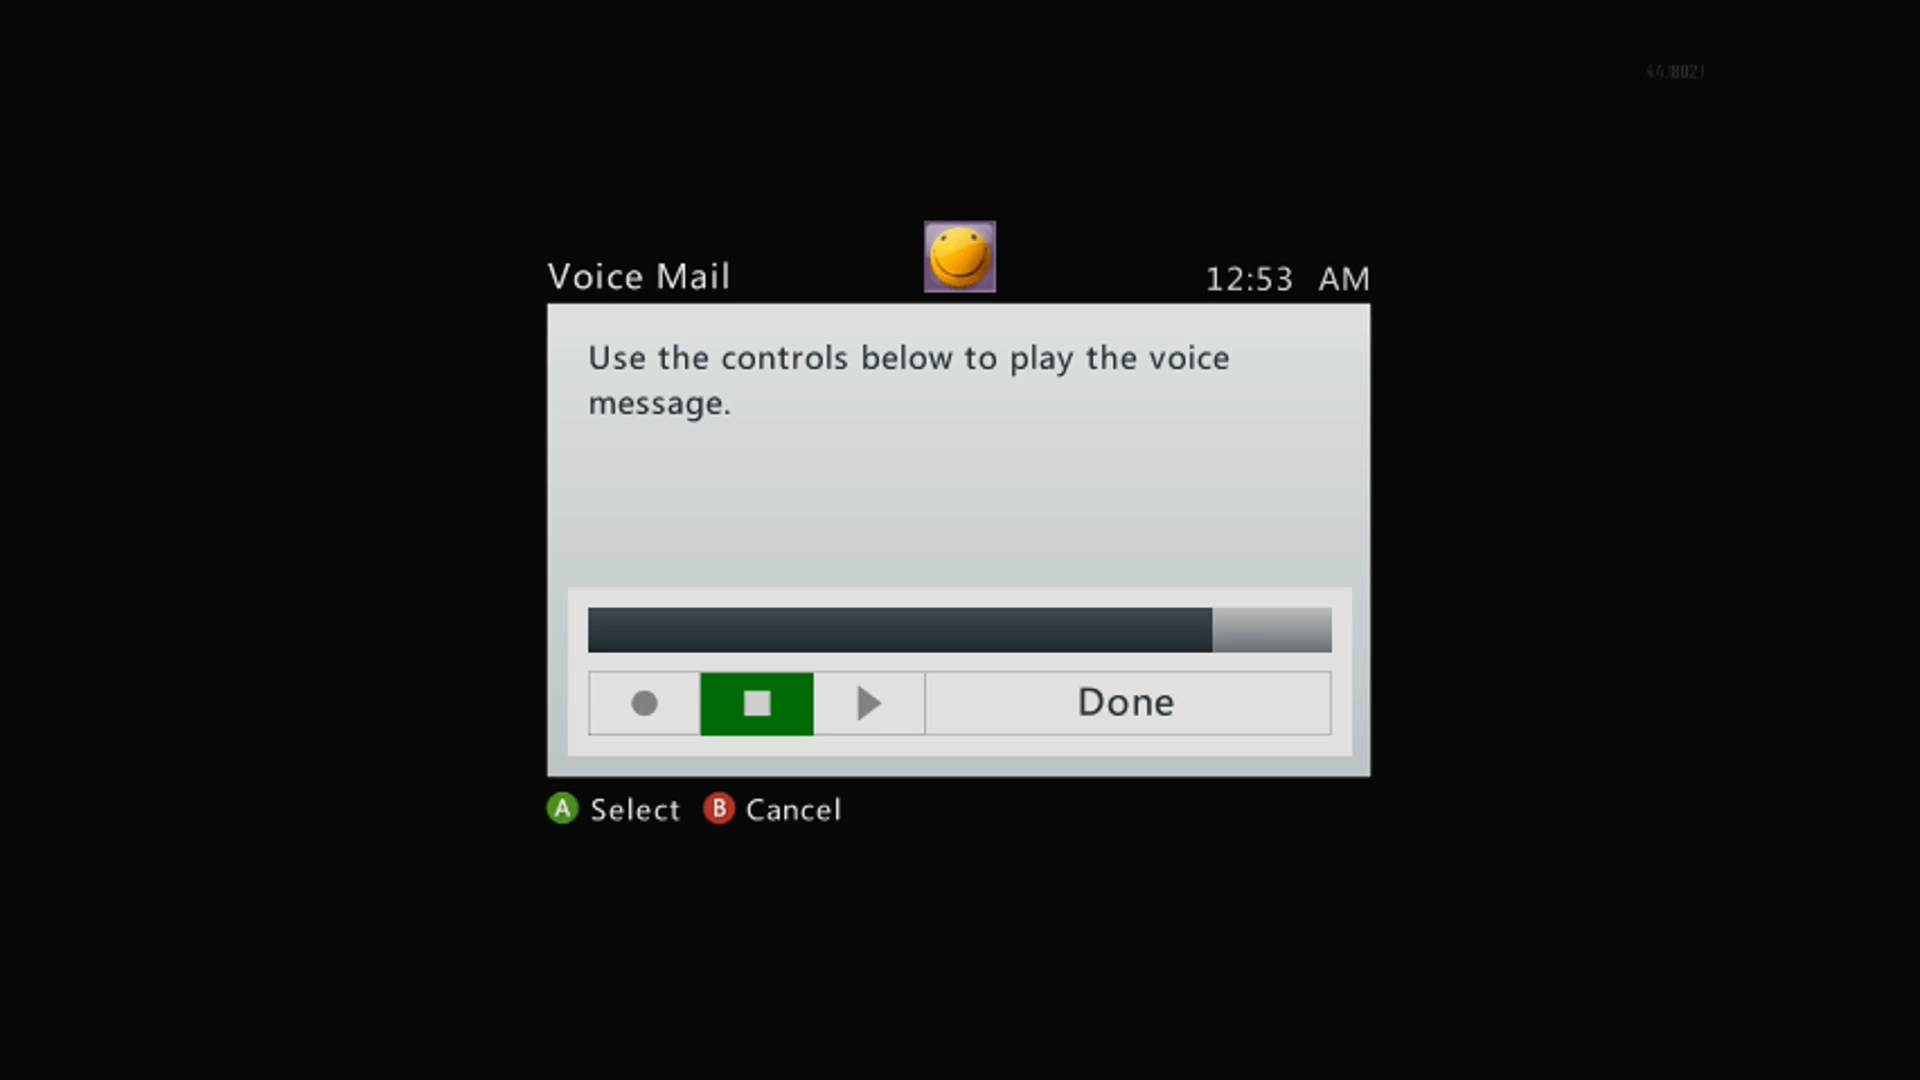 Voice Mail
12:53 AM
Use the controls below to play the voice
message.
Done
A Select B Cancel